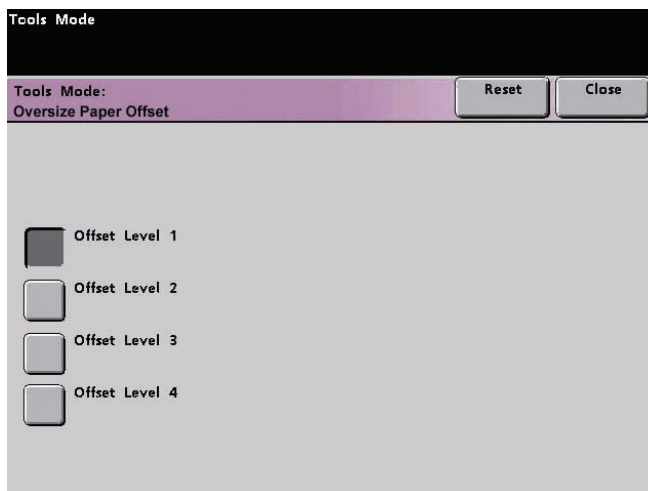 Tools Mode
Tools Mode:
Reset
Close
Oversize Paper Offset
Offset Level 1
Offset Level 2
Offset Level 3
Offset Level 4